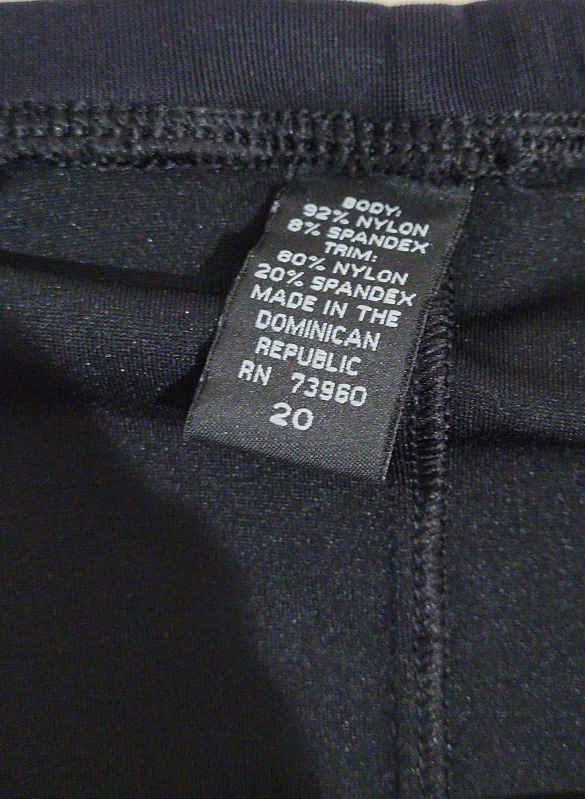 BODY:
92% NYLON
8% SPANDEX
TRIM:
80% NYLON
20% SPANDEX
MADE IN THE
DOMINICAN
REPUBLIC
RN 73960
20